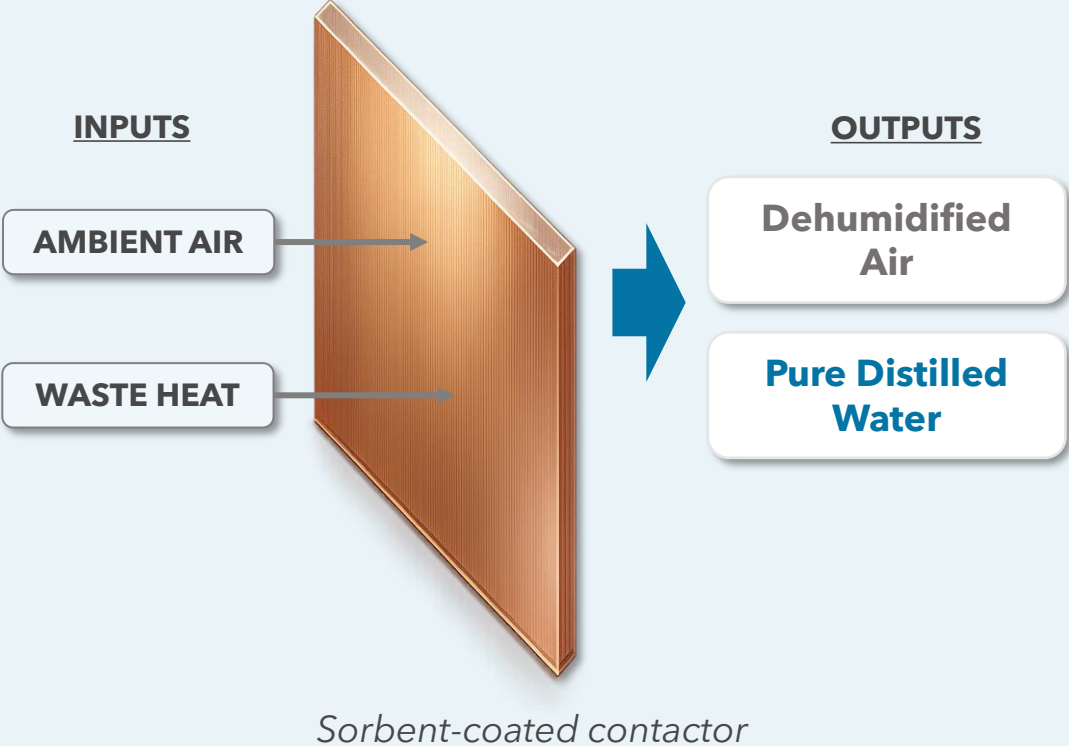 INPUTS
AMBIENT AIR
WASTE HEAT
OUTPUTS
Dehumidified
Air
Pure Distilled
Water
Sorbent-coated contactor